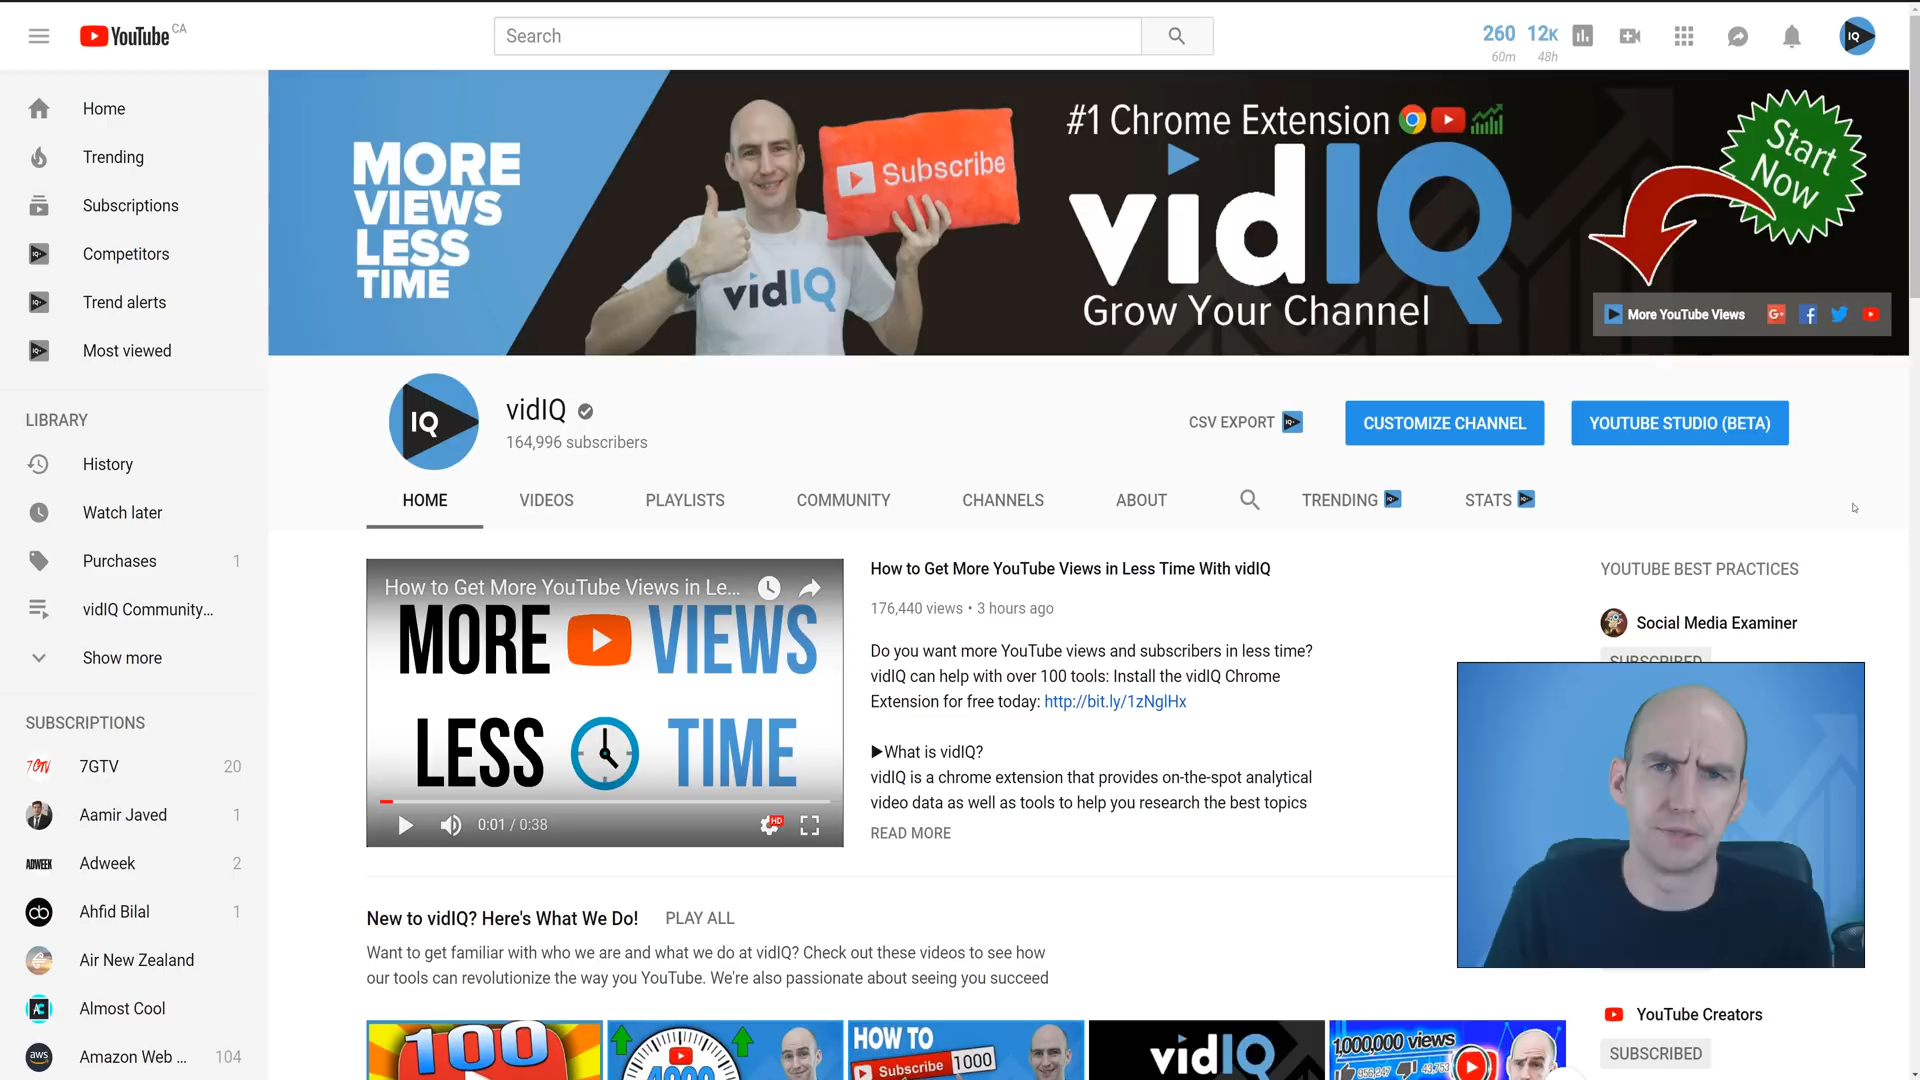 YouTube CA
Search
260 12K
60m 48h
Home
Trending
Subscriptions
Competitors
Trend alerts
Most viewed
LIBRARY
History
Watch later
Purchases 1
vidIQ Community...
Show more
SUBSCRIPTIONS
7GTV 20
Aamir Javed 1
ADWEEK
Adweek 2
Ahfid Bilal 1
Air New Zealand
Almost Cool
aws
Amazon Web ... 104
MORE
VIEWS
LESS
TIME
Subscribe
vidIQ
#1 Chrome Extension
vidIQ
Grow Your Channel
Start
Now
More YouTube Views
IQ
vidIQ
164,996 subscribers
CSV EXPORT
CUSTOMIZE CHANNEL
YOUTUBE STUDIO (BETA)
HOME VIDEOS PLAYLISTS COMMUNITY CHANNELS ABOUT TRENDING STATS
How to Get More YouTube Views in Le...
MORE VIEWS
LESS TIME
0:01 / 0:38
HD
How to Get More YouTube Views in Less Time With vidIQ
176,440 views • 3 hours ago
Do you want more YouTube views and subscribers in less time?
vidIQ can help with over 100 tools: Install the vidIQ Chrome
Extension for free today: http://bit.ly/1zNglHx
▶What is vidIQ?
vidIQ is a chrome extension that provides on-the-spot analytical
video data as well as tools to help you research the best topics
READ MORE
YOUTUBE BEST PRACTICES
Social Media Examiner
SUBSCRIBED
YouTube Creators
SUBSCRIBED
New to vidIQ? Here's What We Do! PLAY ALL
Want to get familiar with who we are and what we do at vidIQ? Check out these videos to see how
our tools can revolutionize the way you YouTube. We're also passionate about seeing you succeed
100
4000
HOW TO
Subscribe 1000
vidIQ
1,000,000 views